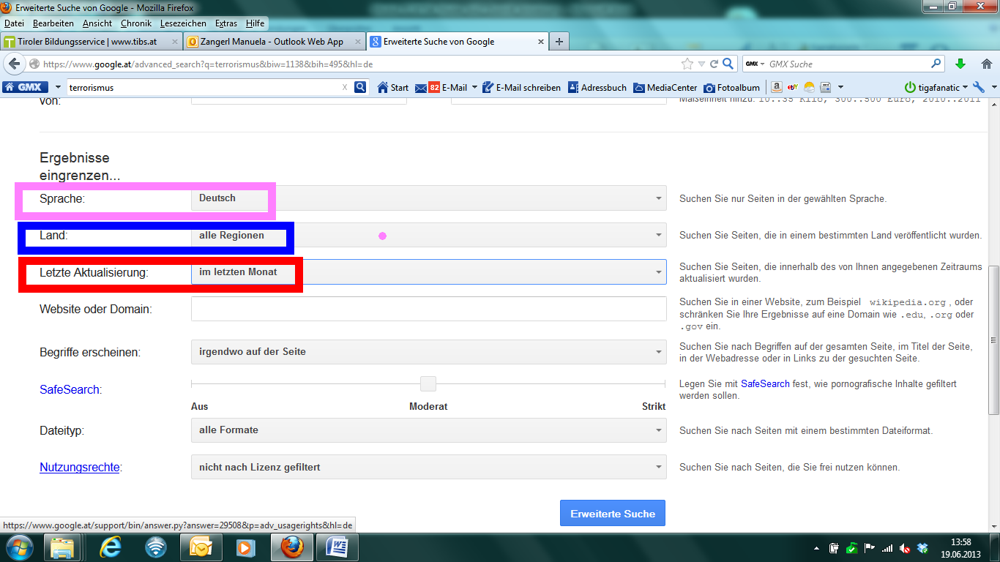 Erweiterte Suche von Google - Mozilla Firefox
Datei Bearbeiten Ansicht Chronik Lesezeichen Extras Hilfe
Tiroler Bildungsservice | www.tibs.at Zangerl Manuela - Outlook Web App Erweiterte Suche von Google
https://www.google.at/advanced_search?q=terrorismus&biw=1138&bih=495&hl=de GMX GMX Suche
GMX terrorismus X Start 82 E-Mail E-Mail schreiben Adressbuch MediaCenter Fotoalbum a ebY tigafanatic
von: Maßeinheit hinzu: 10..35 Kilo, 300..500 Euro, 2010..2011
Ergebnisse
eingrenzen...
Sprache: Deutsch Suchen Sie nur Seiten in der gewählten Sprache.
Land: alle Regionen Suchen Sie Seiten, die in einem bestimmten Land veröffentlicht wurden.
Letzte Aktualisierung: im letzten Monat Suchen Sie Seiten, die innerhalb des von Ihnen angegebenen Zeitraums
aktualisiert wurden.
Website oder Domain: Suchen Sie in einer Website, zum Beispiel wikipedia.org , oder
schränken Sie Ihre Ergebnisse auf eine Domain wie .edu, .org oder
.gov ein.
Begriffe erscheinen: irgendwo auf der Seite Suchen Sie nach Begriffen auf der gesamten Seite, im Titel der Seite,
in der Webadresse oder in Links zu der gesuchten Seite.
SafeSearch: Legen Sie mit SafeSearch fest, wie pornografische Inhalte gefiltert
werden sollen.
Aus Moderat Strikt
Dateityp: alle Formate Suchen Sie nach Seiten mit einem bestimmten Dateiformat.
Nutzungsrechte: nicht nach Lizenz gefiltert Suchen Sie nach Seiten, die Sie frei nutzen können.
Erweiterte Suche
https://www.google.at/support/bin/answer.py?answer=29508&p=adv_usagerights&hl=de
13:58
19.06.2013